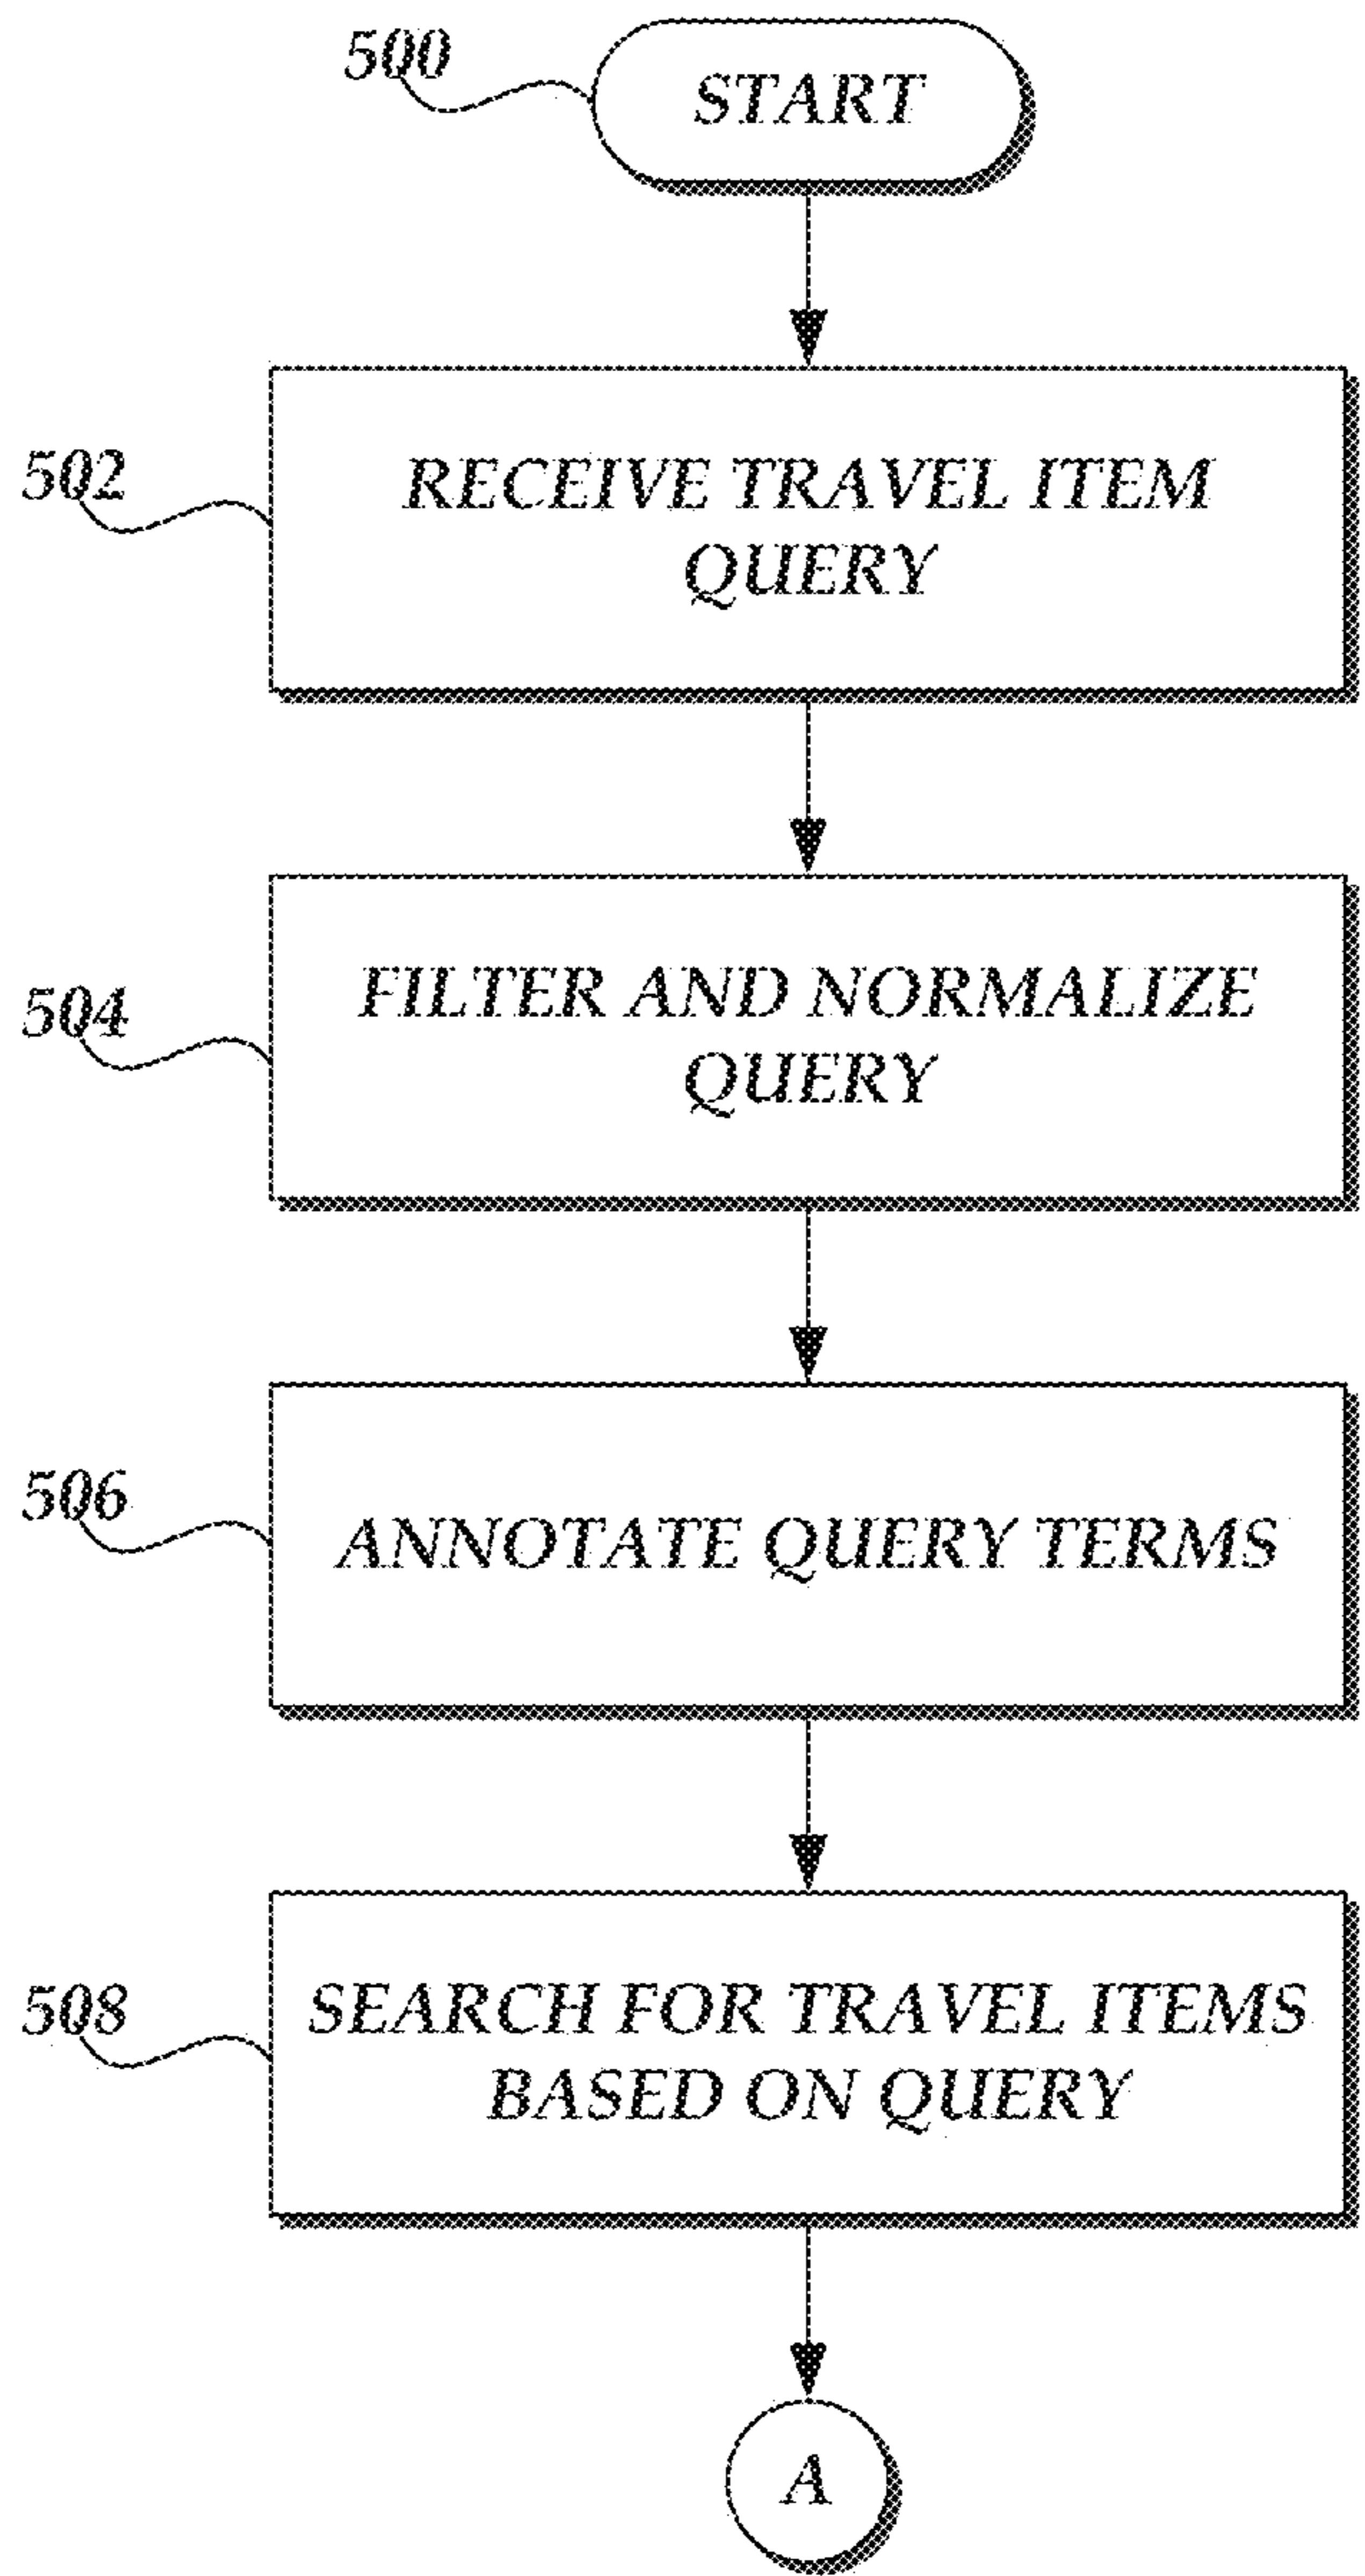 500
START
502
RECEIVE TRAVEL ITEM
QUERY
504
FILTER AND NORMALIZE
QUERY
506
ANNOTATE QUERY TERMS
508
SEARCH FOR TRAVEL ITEMS
BASED ON QUERY
A